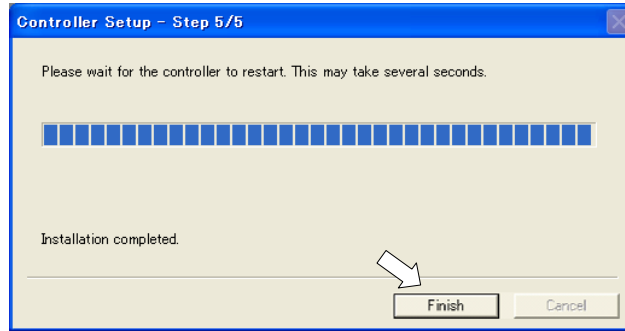 Controller Setup - Step 5/5
Please wait for the controller to restart. This may take several seconds.
Installation completed.
Finish
Cancel